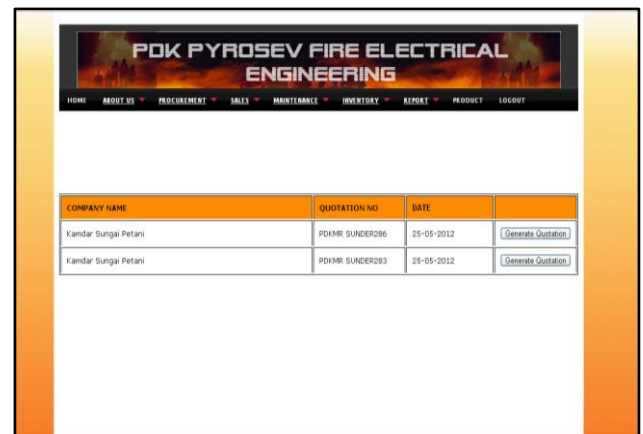 PDK PYROSEV FIRE ELECTRICAL
ENGINEERING
HOME ABOUT US PROCUREMENT SALES MAINTENANCE INVENTORY REPORT PRODUCT LOGOUT
COMPANY NAME QUOTATION NO DATE
Kamdar Sungai Petani PDKMR SUNDER286 25-05-2012 Generate Quotation
Kamdar Sungai Petani PDKMR SUNDER283 25-05-2012 Generate Quotation